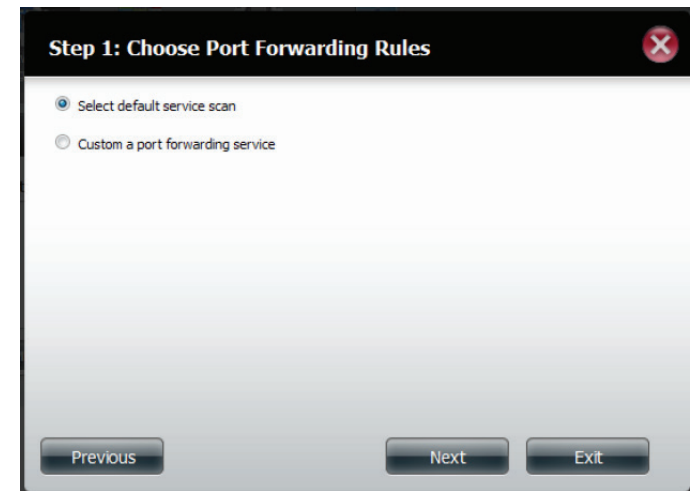 Step 1: Choose Port Forwarding Rules
Select default service scan
Custom a port forwarding service
Previous Next Exit